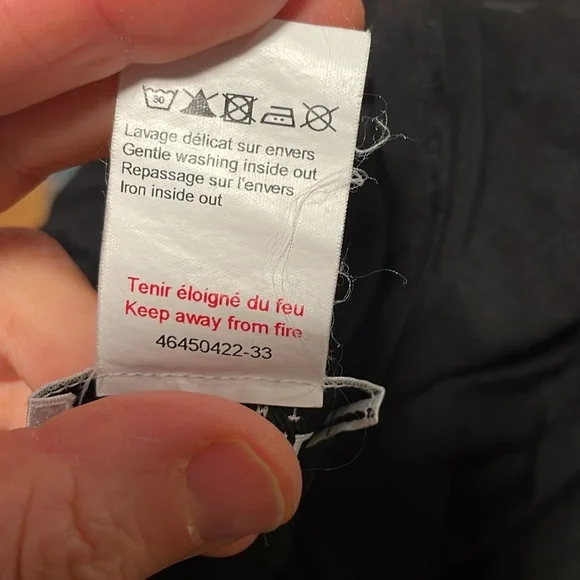 30
Lavage délicat sur envers
Gentle washing inside out
Repassage sur l'envers
Iron inside out
Tenir éloigné du feu
Keep away from fire
46450422-33